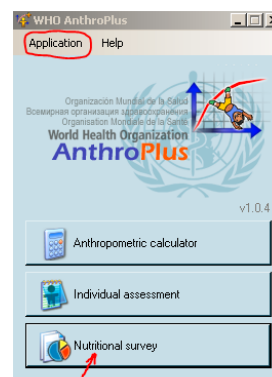 WHO AnthroPlus
Application Help
Organización Mundial de la Salud
Всемирная организация здравоохранения
Organisation Mondiale de la Santé
World Health Organization
AnthroPlus
v1.0.4
Anthropometric calculator
Individual assessment
Nutritional survey